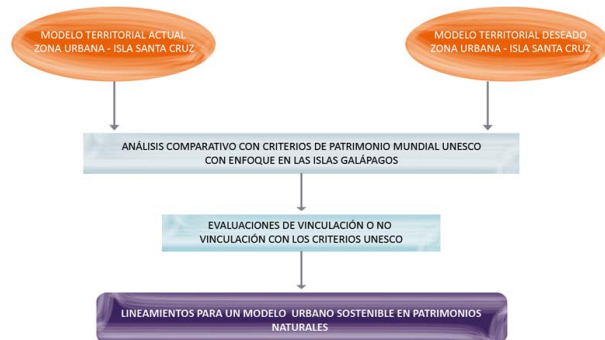 MODELO TERRITORIAL ACTUAL
ZONA URBANA - ISLA SANTA CRUZ
MODELO TERRITORIAL DESEADO
ZONA URBANA - ISLA SANTA CRUZ
ANÁLISIS COMPARATIVO CON CRITERIOS DE PATRIMONIO MUNDIAL UNESCO
CON ENFOQUE EN LAS ISLAS GALÁPAGOS
EVALUACIONES DE VINCULACIÓN O NO
VINCULACIÓN CON LOS CRITERIOS UNESCO
LINEAMIENTOS PARA UN MODELO URBANO SOSTENIBLE EN PATRIMONIOS
NATURALES